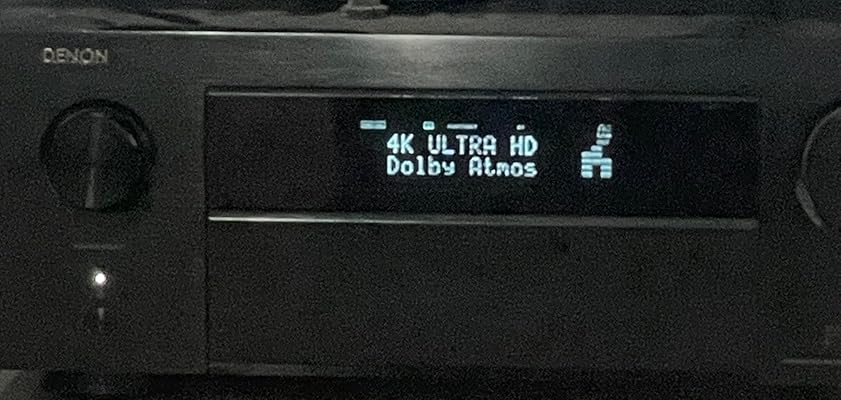 DENON
4K ULTRA HD
Dolby Atmos